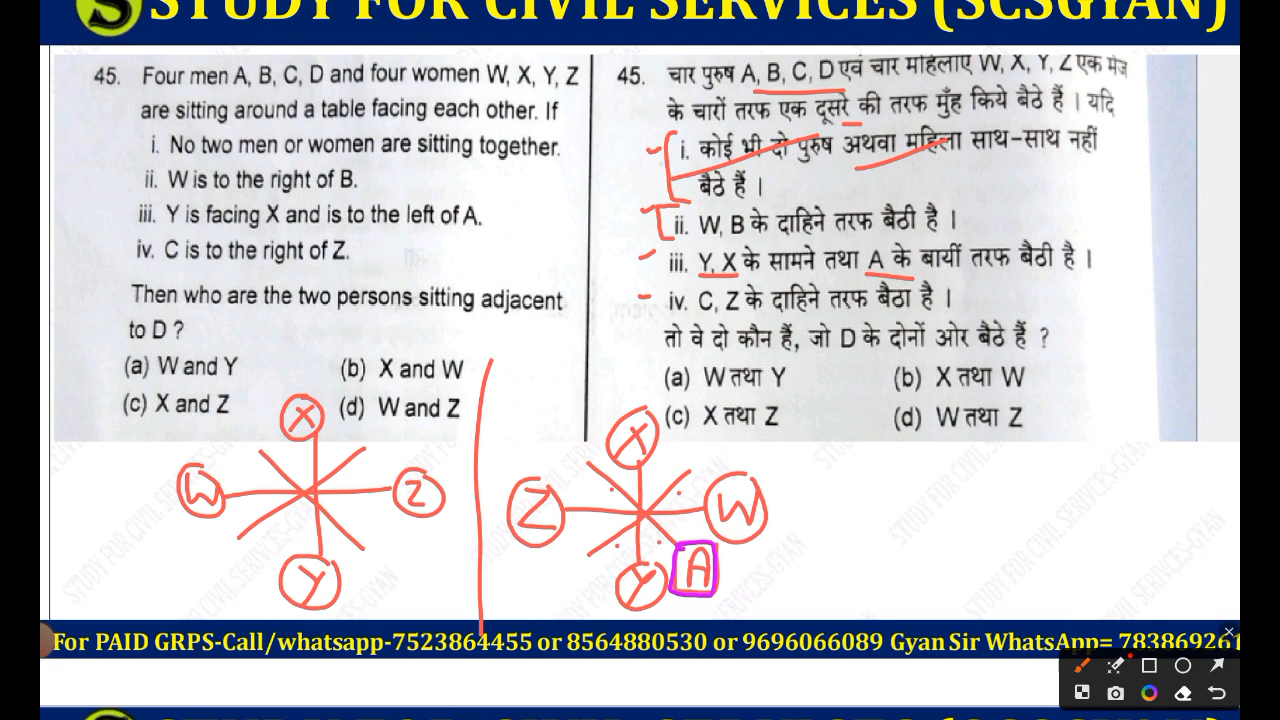 STUDY FOR CIVIL SERVICES (SCSGYAN)
45. Four men A, B, C, D and four women W, X, Y, Z
are sitting around a table facing each other. If
i. No two men or women are sitting together.
ii. W is to the right of B.
iii. Y is facing X and is to the left of A.
iv. C is to the right of Z.
Then who are the two persons sitting adjacent
to D ?
(a) W and Y (b) X and W
(c) X and Z (d) W and Z
45. चार पुरुष A, B, C, D एवं चार महिलाएं W, X, Y, Z एक मेज
के चारों तरफ एक दूसरे की तरफ मुँह किये बैठे हैं । यदि
i. कोई भी दो पुरुष अथवा महिला साथ-साथ नहीं
बैठे हैं ।
ii. W, B के दाहिने तरफ बैठी है ।
iii. Y, X के सामने तथा A के बायीं तरफ बैठी है ।
iv. C, Z के दाहिने तरफ बैठा है ।
तो वे दो कौन हैं, जो D के दोनों ओर बैठे हैं ?
(a) W तथा Y (b) X तथा W
(c) X तथा Z (d) W तथा Z
X
W Z
Y
X
Z W
Y A
For PAID GRPS-Call/whatsapp-7523864455 or 8564880530 or 9696066089 Gyan Sir WhatsApp= 783869261